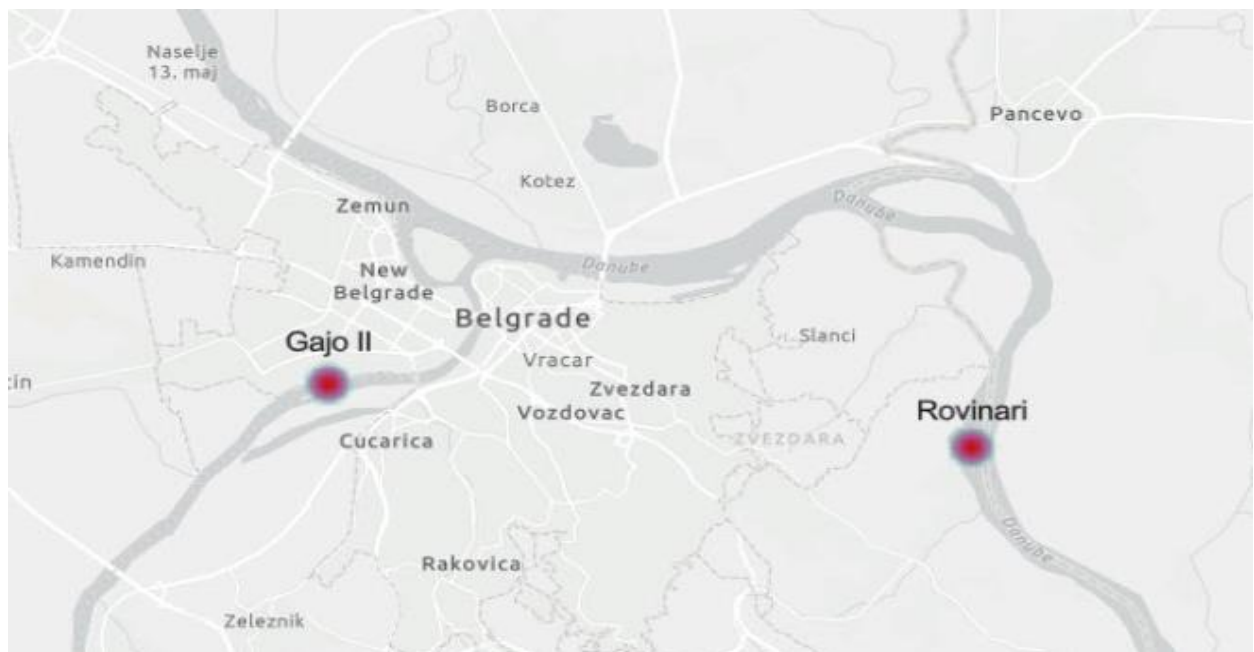 Naselje
13. maj
Borca
Pancevo
Kotez
Zemun
Danube
Kamendin
New
Belgrade
Danube
Belgrade
Gajo II
Slanci
Vracar
cin
Zvezdara
Rovinari
Vozdovac
Cucarica
ZVEZDARA
Danube
Rakovica
Zeleznik